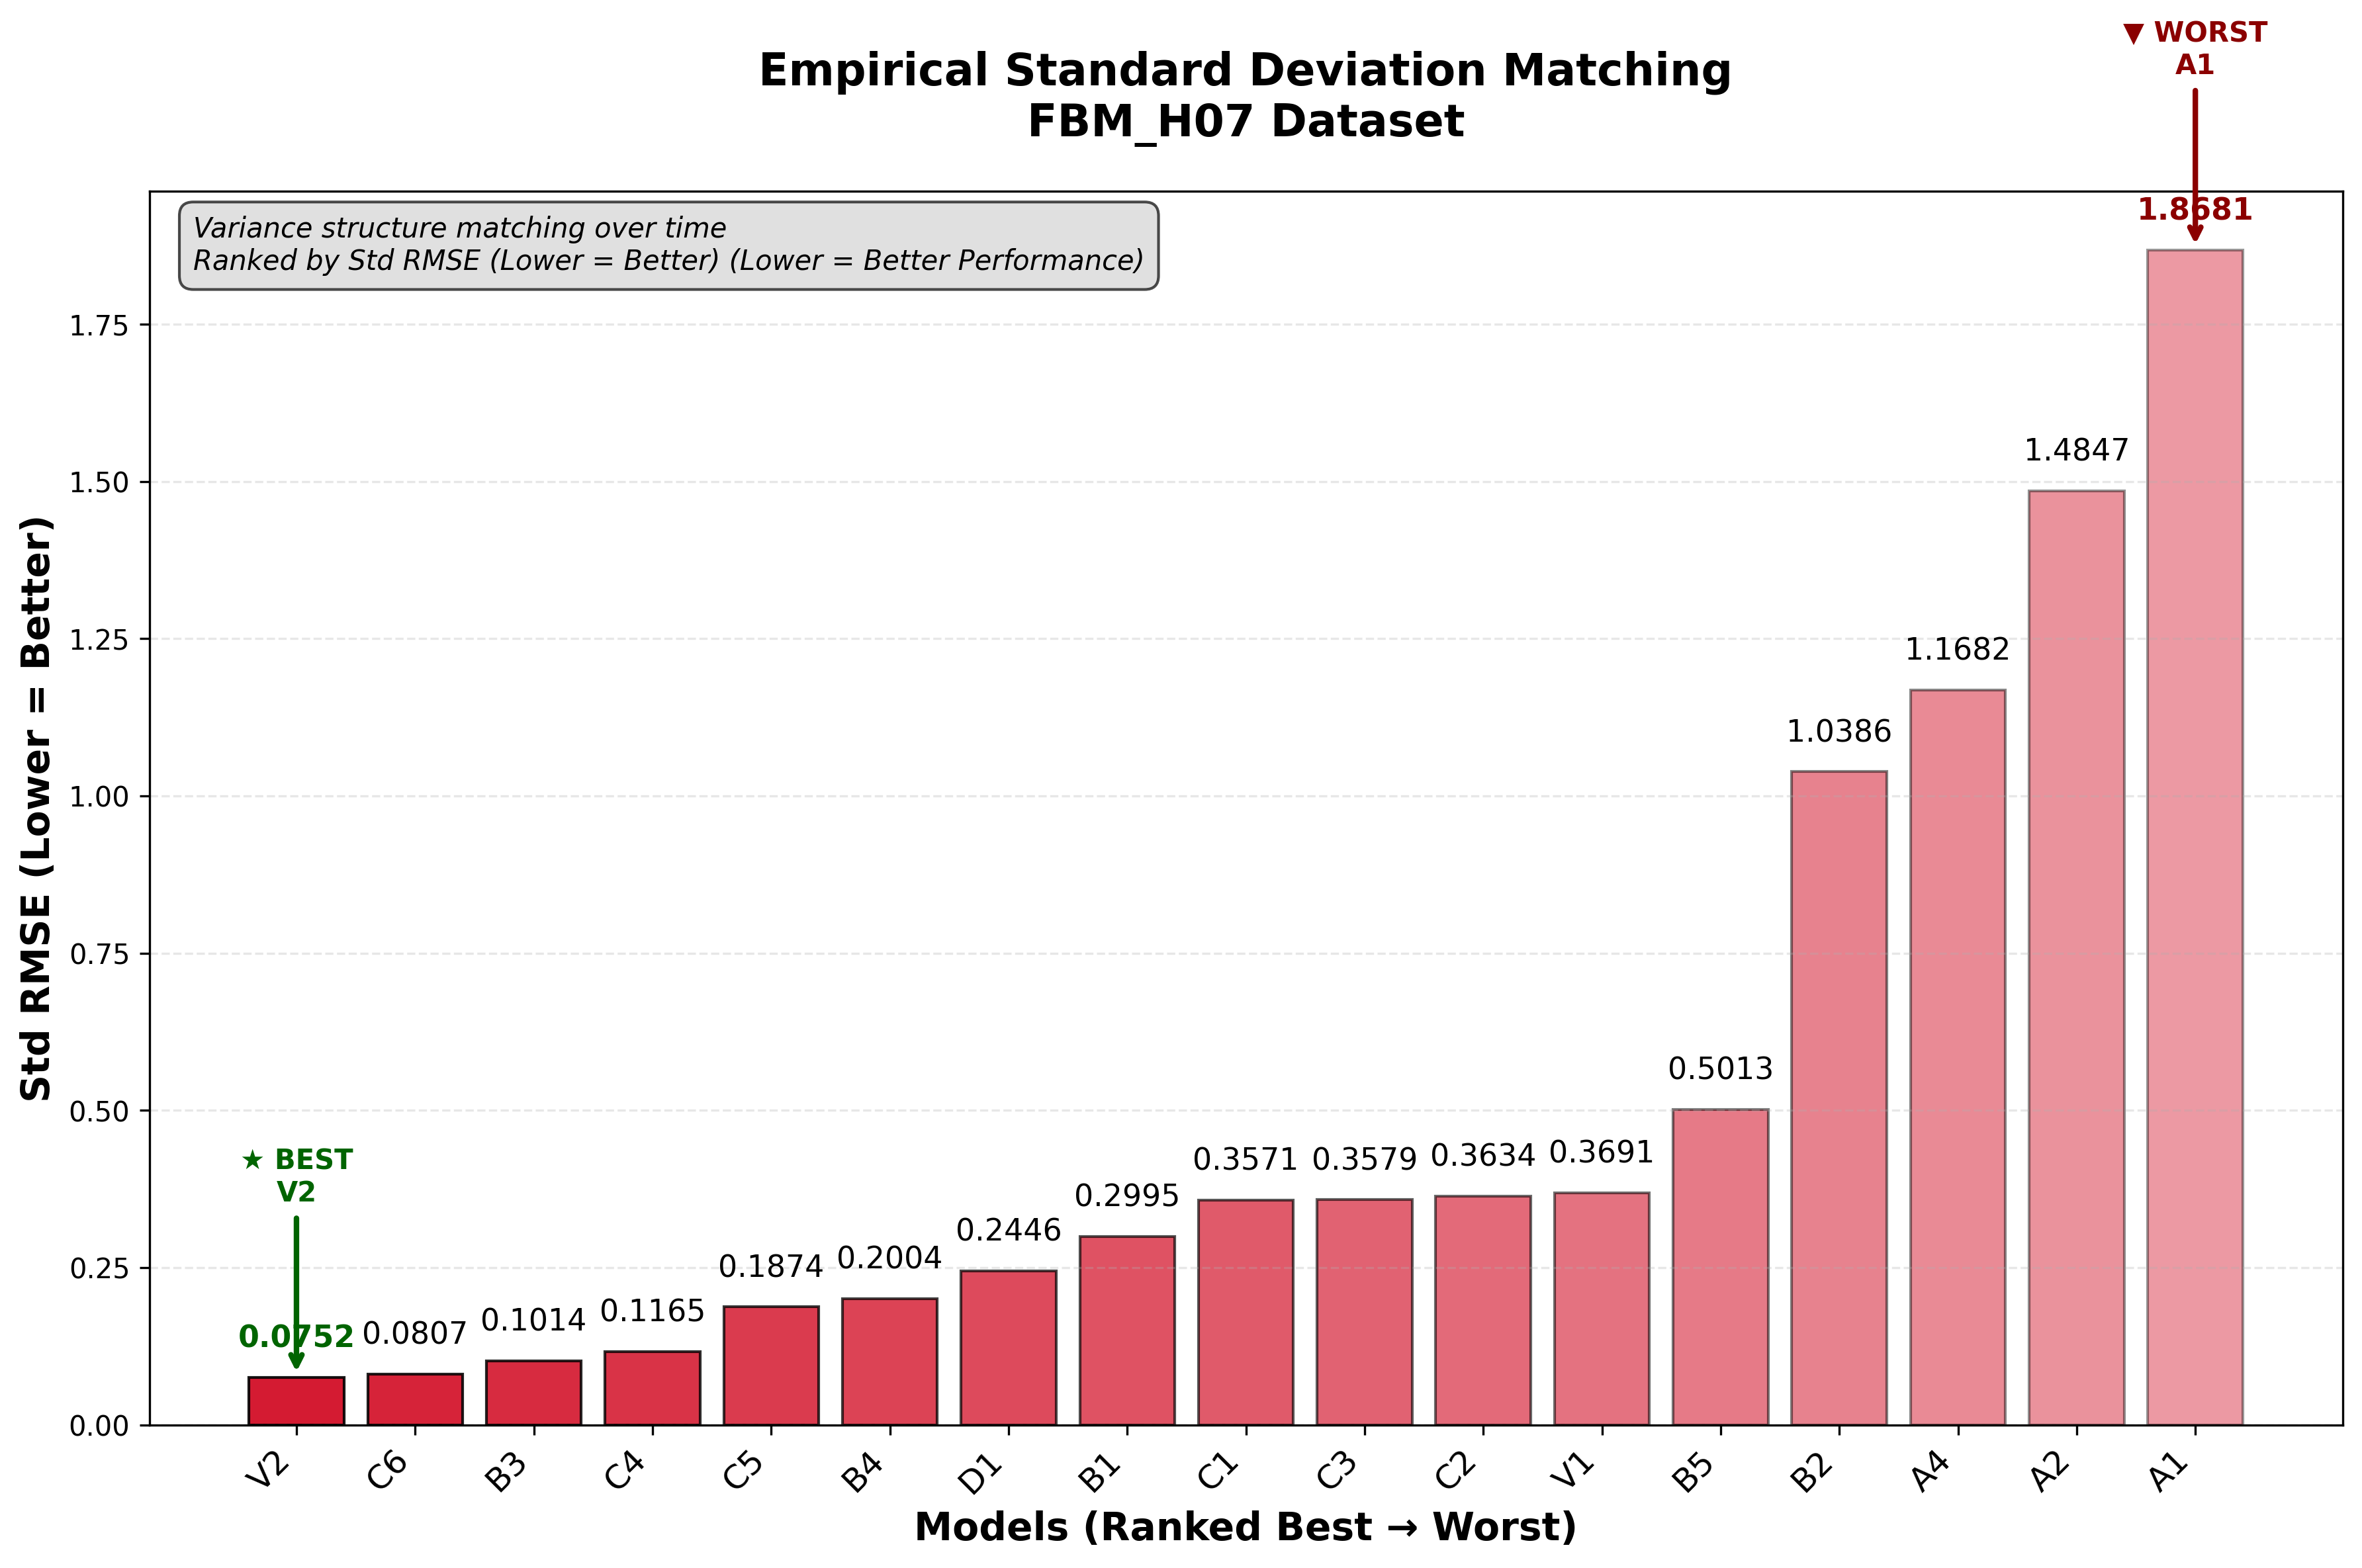 ▼ WORST
A1
Empirical Standard Deviation Matching
FBM_H07 Dataset
Variance structure matching over time
Ranked by Std RMSE (Lower = Better) (Lower = Better Performance)
Std RMSE (Lower = Better)
1.75
1.50
1.25
1.00
0.75
0.50
0.25
0.00
★ BEST
V2
0.0752
0.0807
0.1014
0.1165
0.1874
0.2004
0.2446
0.2995
0.3571
0.3579
0.3634
0.3691
0.5013
1.0386
1.1682
1.4847
1.8681
V2
C6
B3
C4
C5
B4
D1
B1
C1
C3
C2
V1
B5
B2
A4
A2
A1
Models (Ranked Best → Worst)